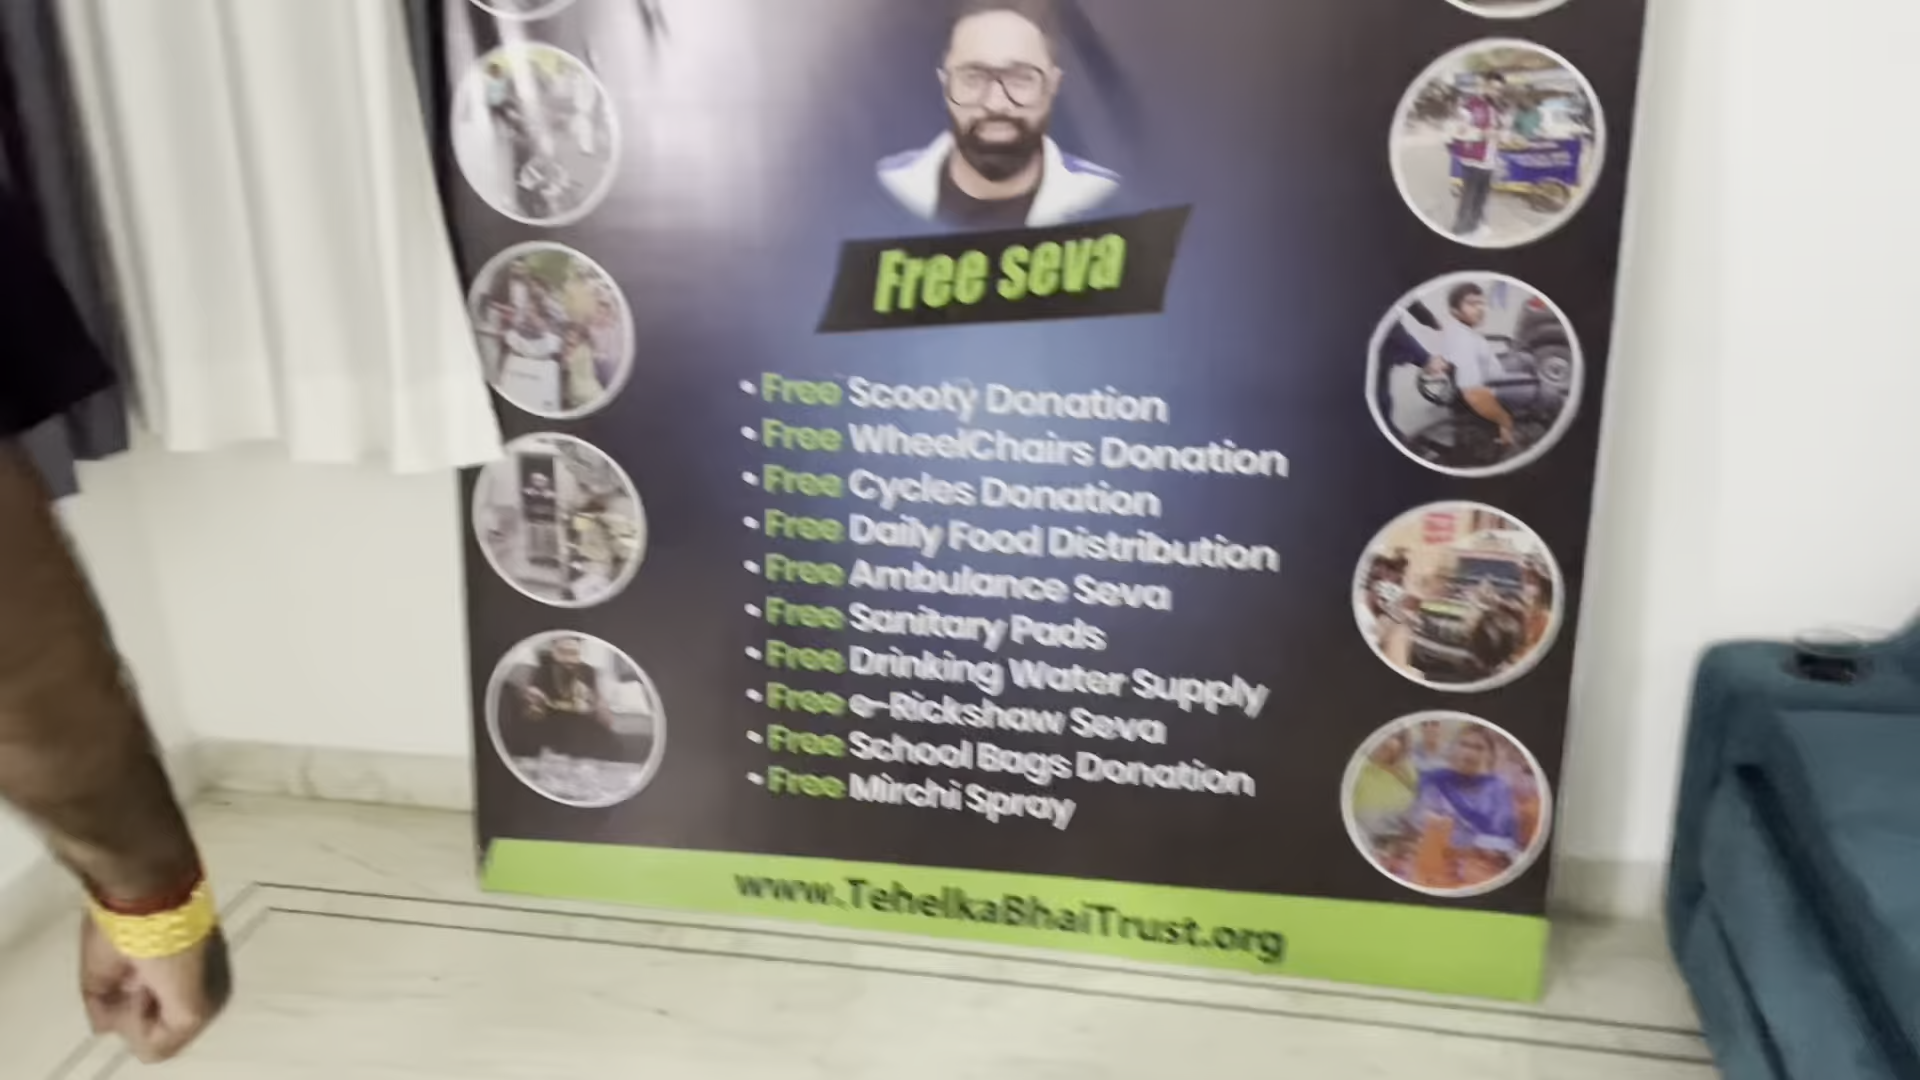 Free seva
• Free Scooty Donation
• Free WheelChairs Donation
• Free Cycles Donation
• Free Daily Food Distribution
• Free Ambulance Seva
• Free Sanitary Pads
• Free Drinking Water Supply
• Free e-Rickshaw Seva
• Free School Bags Donation
• Free Mirchi Spray
www.TehelkaBhaiTrust.org